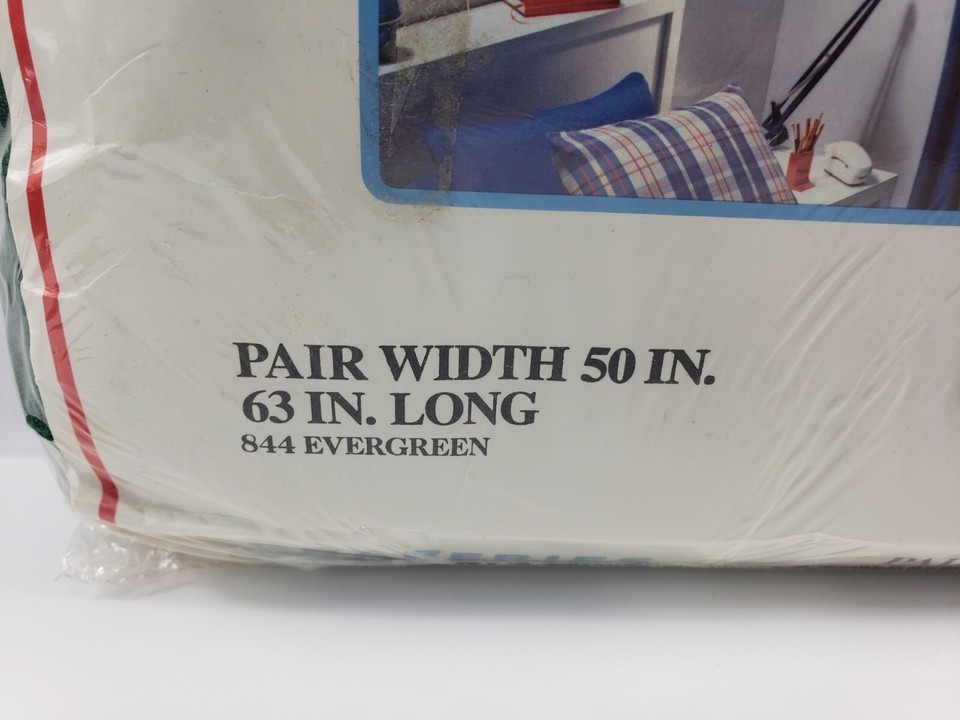 PAIR WIDTH 50 IN.
63 IN. LONG
844 EVERGREEN